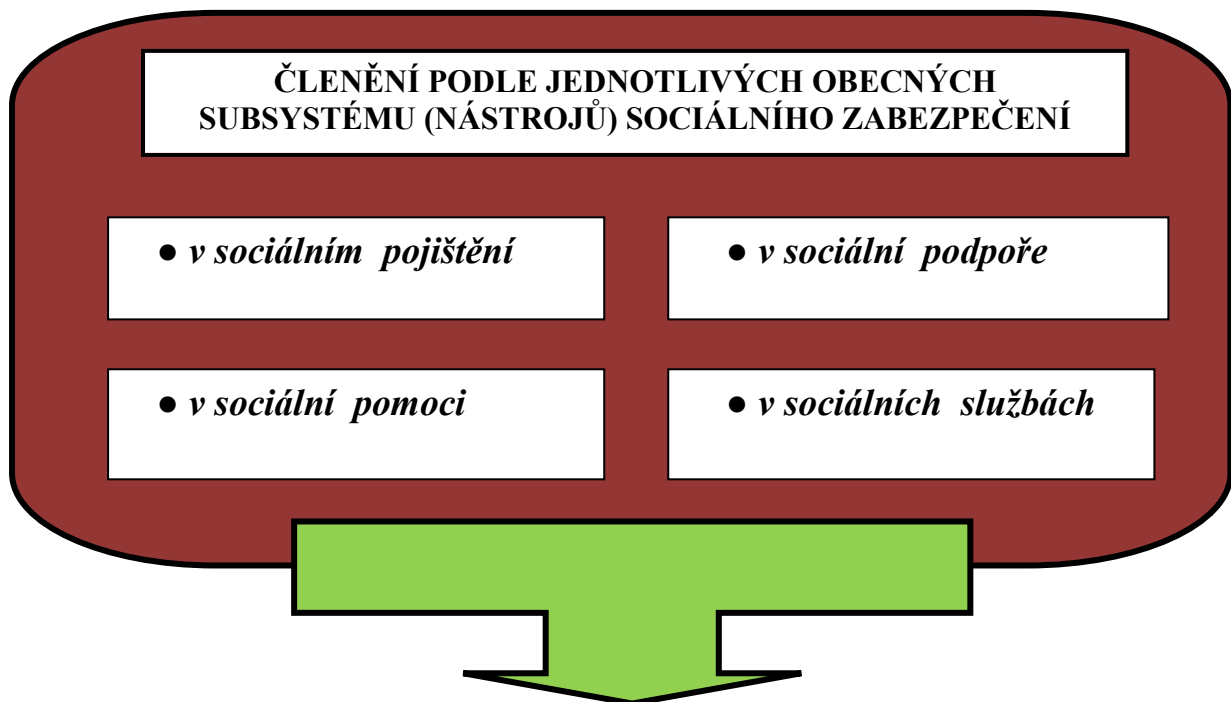 ČLENĚNÍ PODLE JEDNOTLIVÝCH OBECNÝCH
SUBSYSTÉMU (NÁSTROJŮ) SOCIÁLNÍHO ZABEZPEČENÍ
● v sociálním pojištění
● v sociální podpoře
● v sociální pomoci
● v sociálních službách